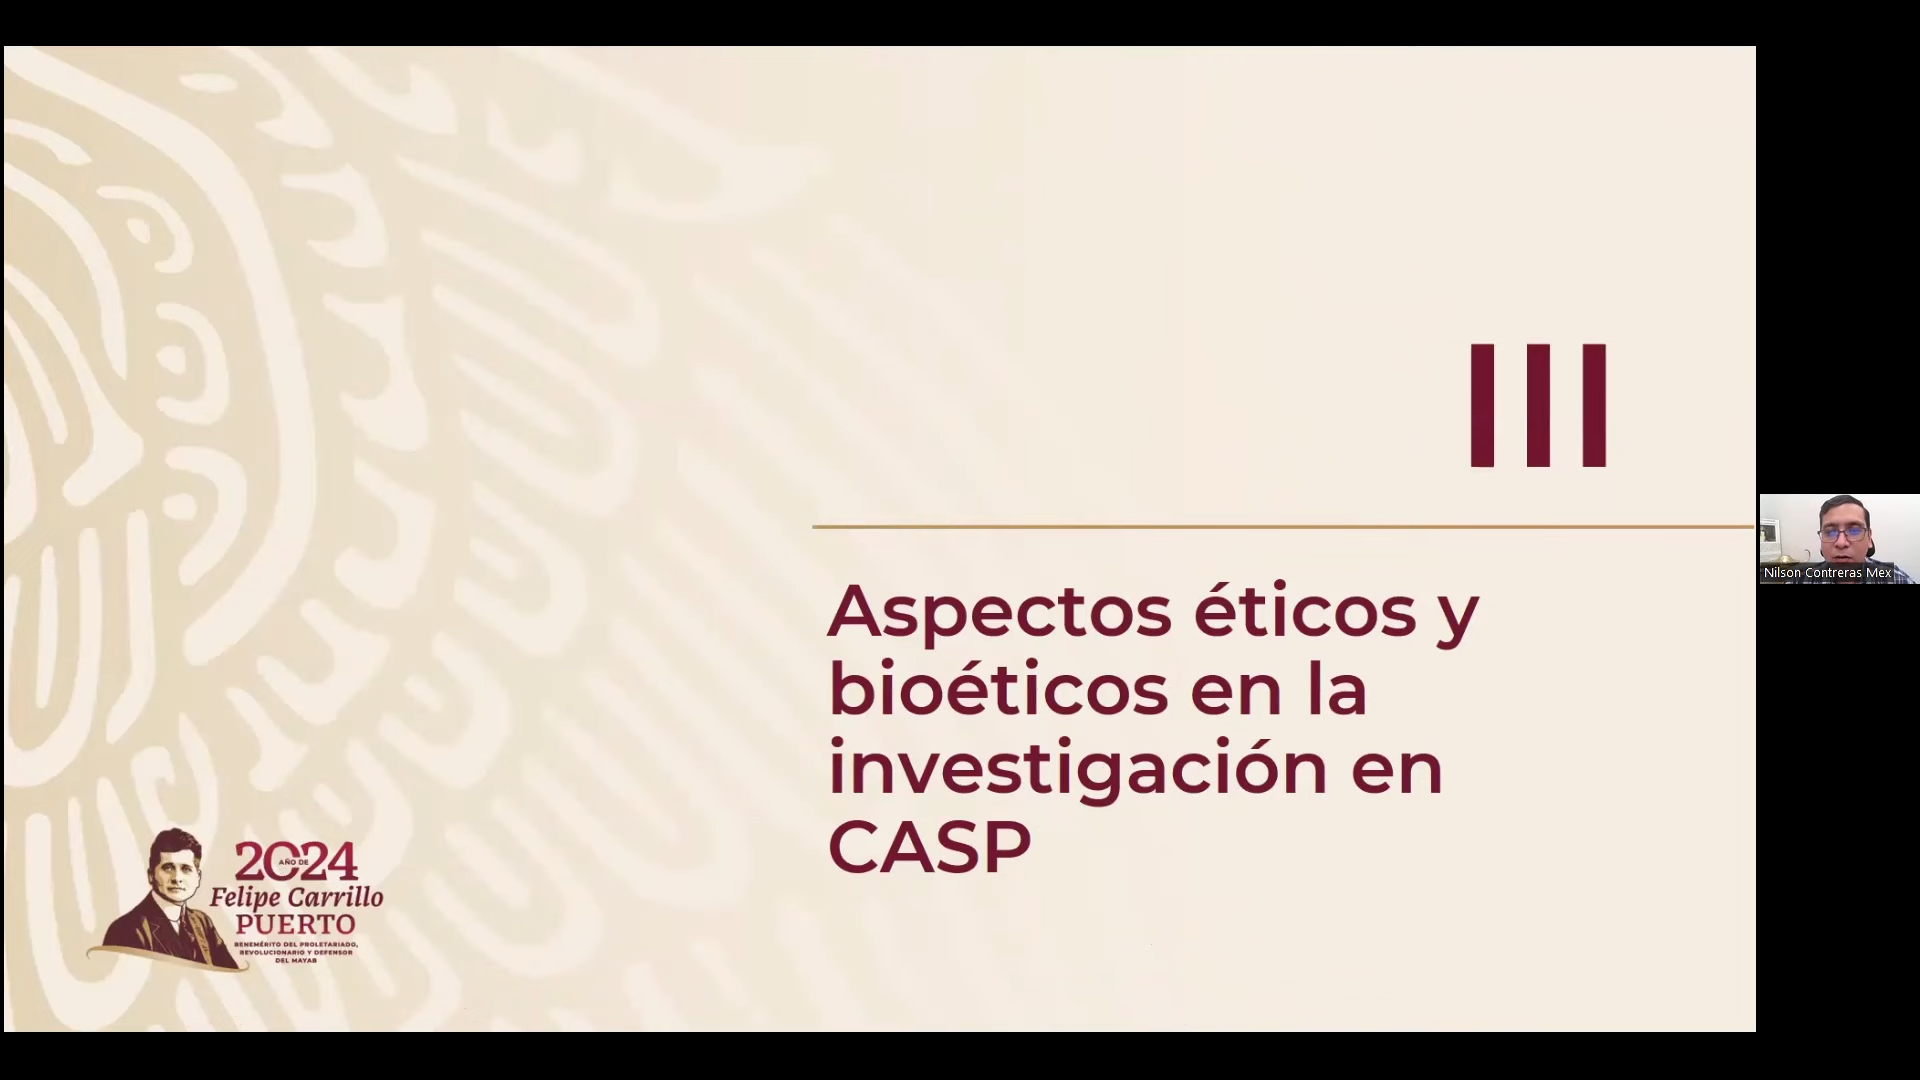 III
Aspectos éticos y
bioéticos en la
investigación en
CASP
2024
AÑO DE
Felipe Carrillo
PUERTO
BENEMÉRITO DEL PROLETARIADO,
REVOLUCIONARIO Y DEFENSOR
DEL MAYAB
Nilson Contreras Mex